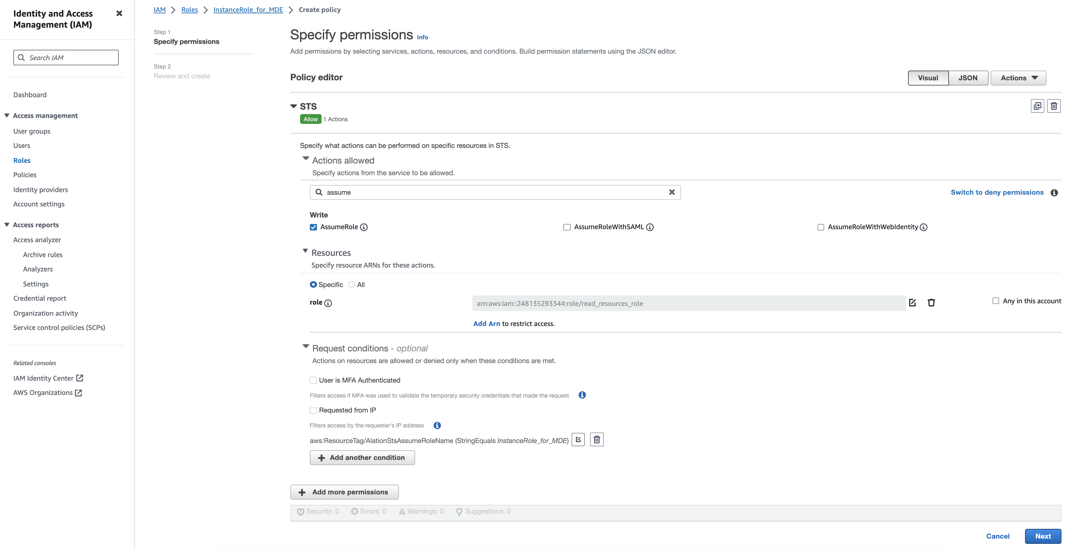 Identity and Access Management (IAM)
Search IAM
Dashboard
Access management
User groups
Users
Roles
Policies
Identity providers
Account settings
Access reports
Access analyzer
Archive rules
Analyzers
Settings
Credential report
Organization activity
Service control policies (SCPs)
Related consoles
IAM Identity Center
AWS Organizations
IAM > Roles > InstanceRole_for_MDE > Create policy
Step 1
Specify permissions
Step 2
Review and create
Specify permissions Info
Add permissions by selecting services, actions, resources, and conditions. Build permission statements using the JSON editor.
Policy editor
Visual JSON Actions
STS
Allow 1 Actions
Specify what actions can be performed on specific resources in STS.
Actions allowed
Specify actions from the service to be allowed.
assume
Switch to deny permissions
Write
AssumeRole AssumeRoleWithSAML AssumeRoleWithWebIdentity
Resources
Specify resource ARNs for these actions.
Specific All
role arn:aws:iam::248135293344:role/read_resources_role Any in this account
Add Arn to restrict access.
Request conditions - optional
Actions on resources are allowed or denied only when these conditions are met.
User is MFA Authenticated
Filters access if MFA was used to validate the temporary security credentials that made the request
Requested from IP
Filters access by the requester's IP address
aws:ResourceTag/AlationStsAssumeRoleName (StringEquals InstanceRole_for_MDE)
Add another condition
Add more permissions
Security: 0 Errors: 0 Warnings: 0 Suggestions: 0
Cancel Next